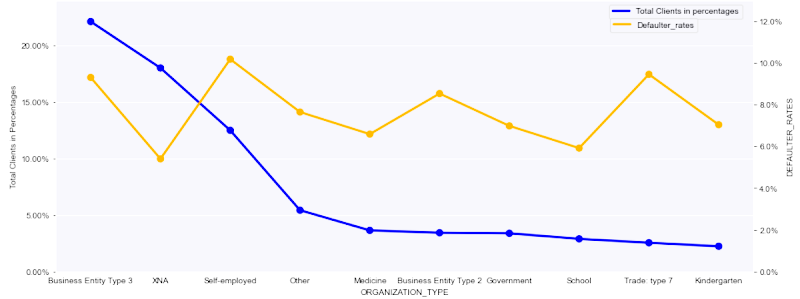 Total Clients in percentages
Defaulter_rates
20.00%
15.00%
10.00%
5.00%
0.00%
Total Clients in Percentages
12.0%
10.0%
8.0%
6.0%
4.0%
2.0%
0.0%
DEFAULTER_RATES
Business Entity Type 3 XNA Self-employed Other Medicine Business Entity Type 2 Government School Trade: type 7 Kindergarten
ORGANIZATION_TYPE